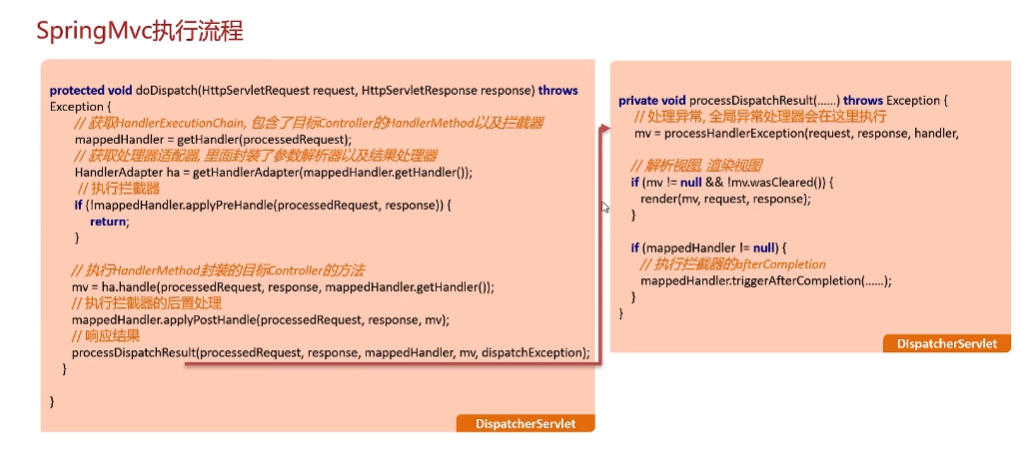 SpringMvc执行流程
protected void doDispatch(HttpServletRequest request, HttpServletResponse response) throws
Exception {
// 获取HandlerExecutionChain, 包含了目标Controller的HandlerMethod以及拦截器
mappedHandler = getHandler(processedRequest);
// 获取处理器适配器, 里面封装了参数解析器以及结果处理器
HandlerAdapter ha = getHandlerAdapter(mappedHandler.getHandler());
// 执行拦截器
if (!mappedHandler.applyPreHandle(processedRequest, response)) {
return;
}
// 执行HandlerMethod封装的目标Controller的方法
mv = ha.handle(processedRequest, response, mappedHandler.getHandler());
// 执行拦截器的后置处理
mappedHandler.applyPostHandle(processedRequest, response, mv);
// 响应结果
processDispatchResult(processedRequest, response, mappedHandler, mv, dispatchException);
}
}
DispatcherServlet
private void processDispatchResult(......) throws Exception {
// 处理异常, 全局异常处理器会在这里执行
mv = processHandlerException(request, response, handler,
// 解析视图, 渲染视图
if (mv != null && !mv.wasCleared()) {
render(mv, request, response);
}
if (mappedHandler != null) {
// 执行拦截器的afterCompletion
mappedHandler.triggerAfterCompletion(......);
}
}
DispatcherServlet